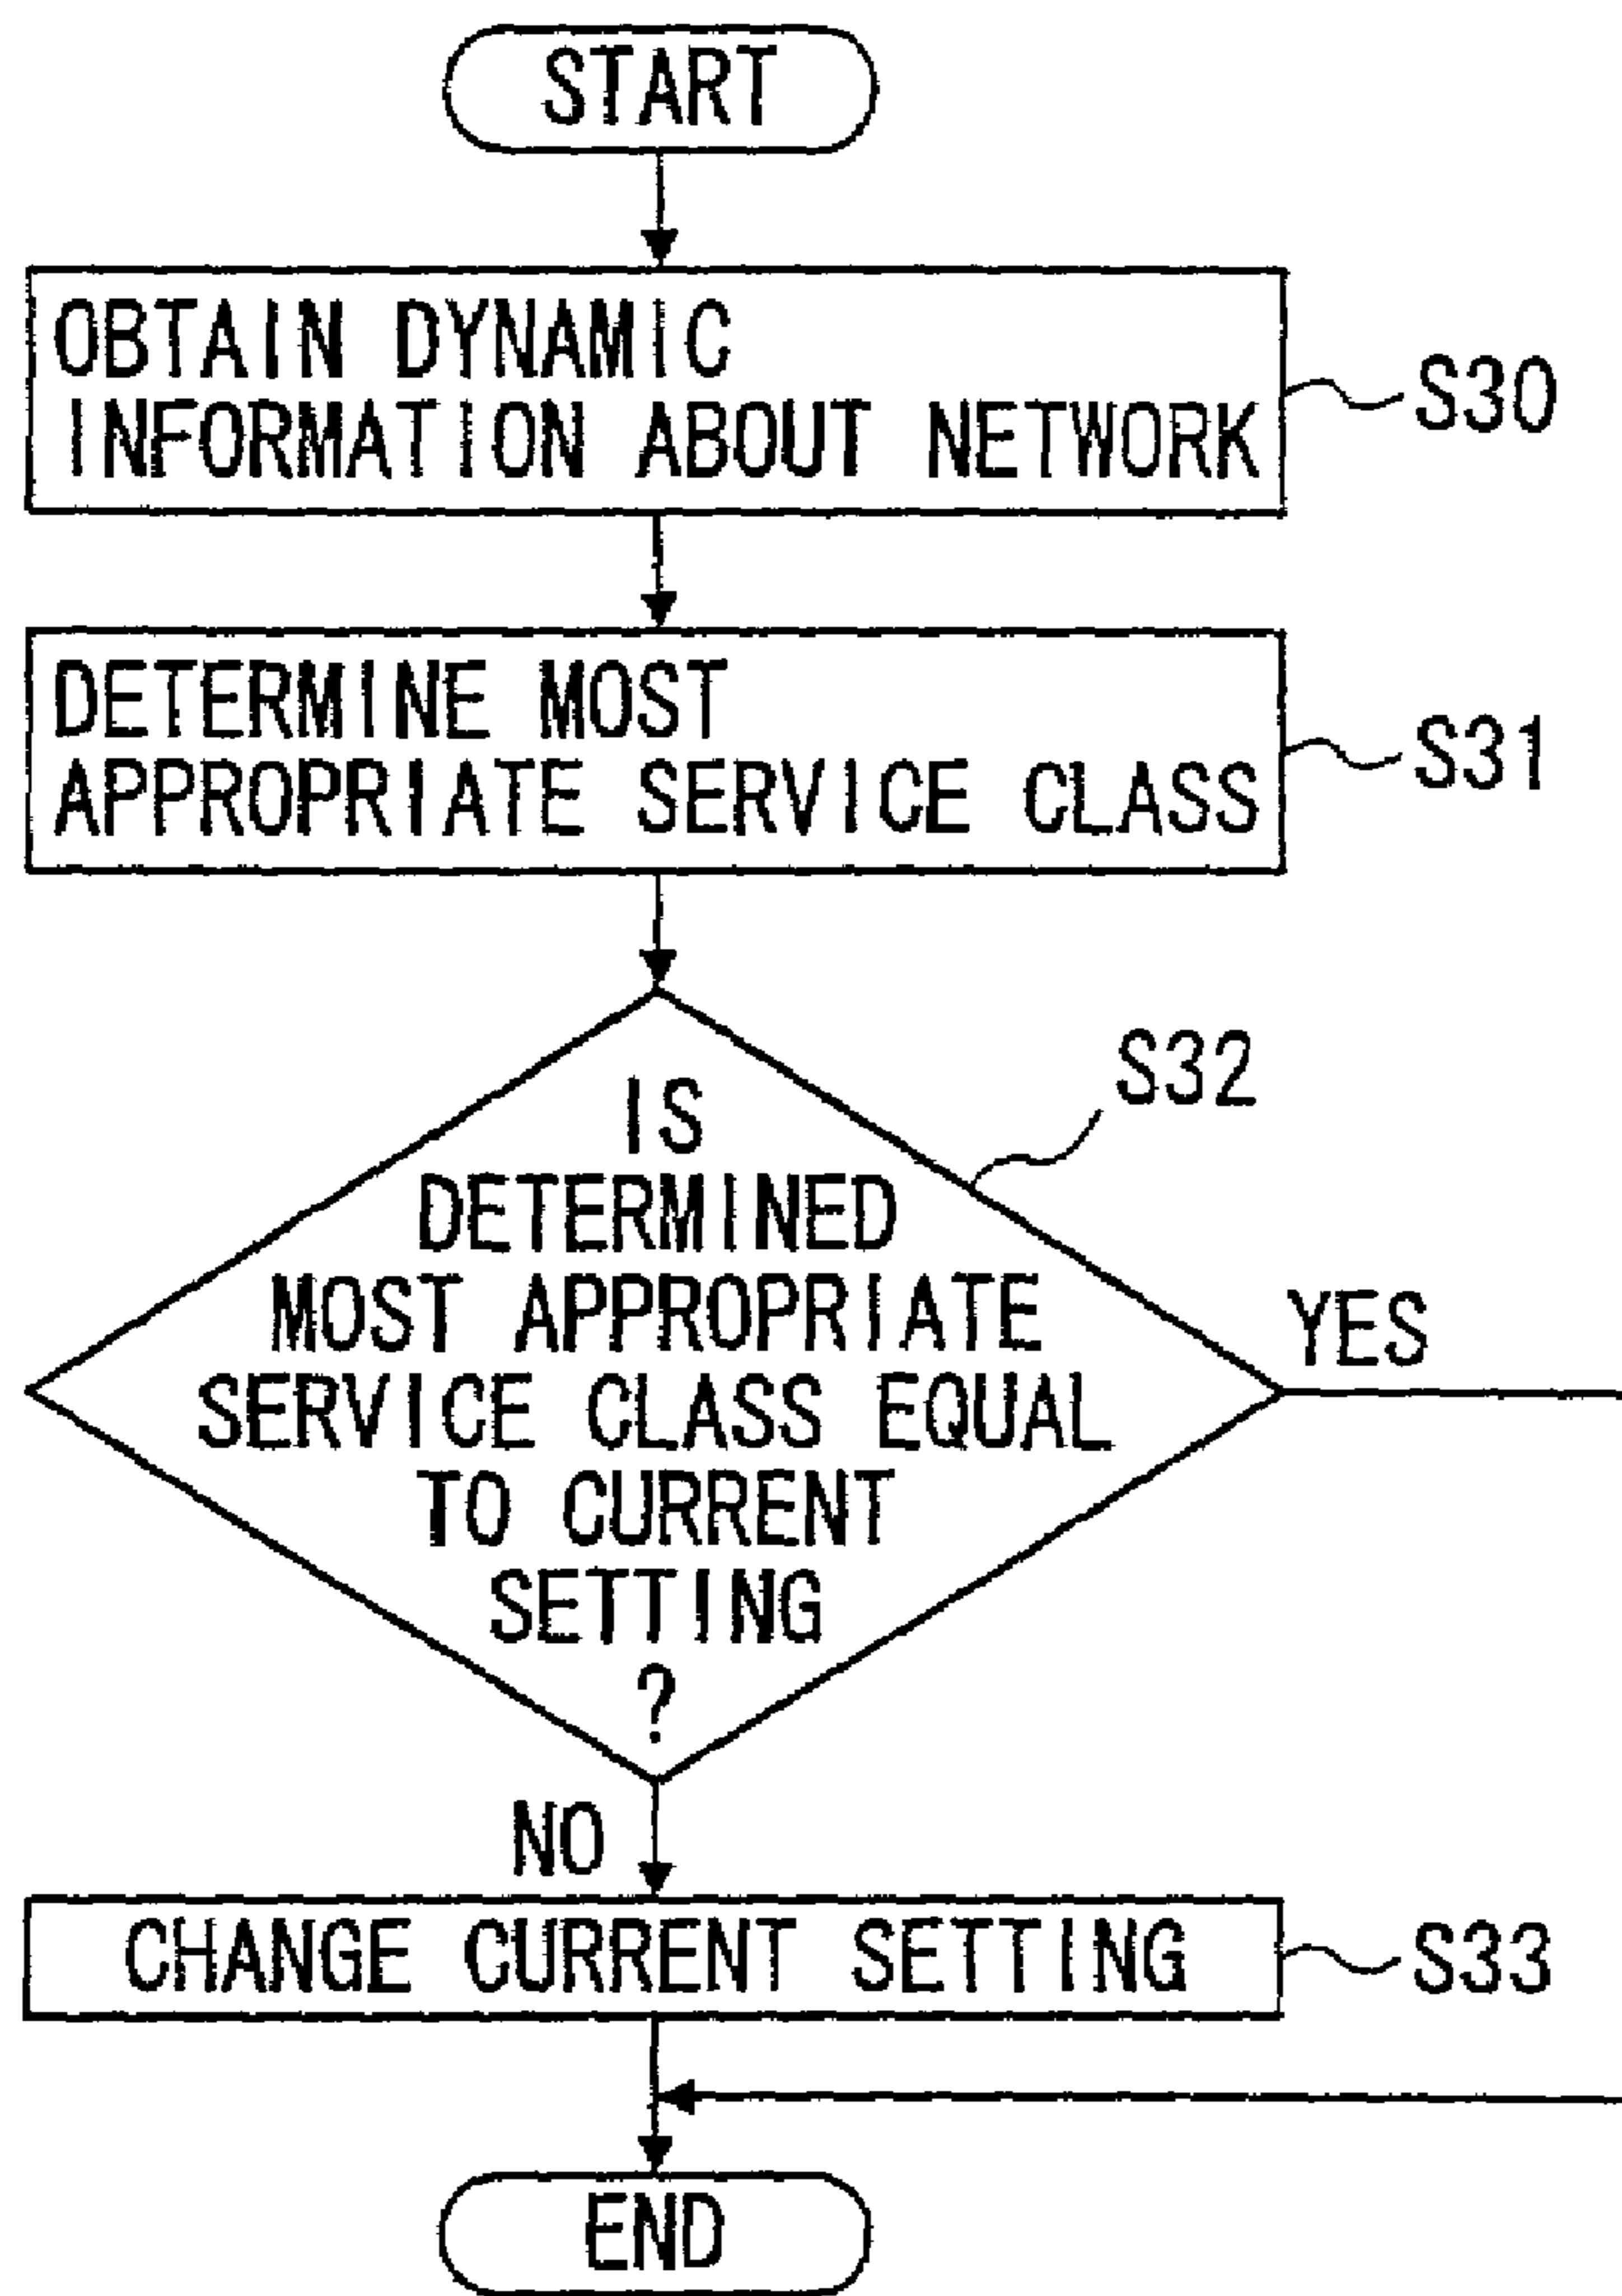 START
OBTAIN DYNAMIC
INFORMATION ABOUT NETWORK
S30
DETERMINE MOST
APPROPRIATE SERVICE CLASS
S31
S32
IS
DETERMINED
MOST APPROPRIATE
SERVICE CLASS EQUAL
TO CURRENT
SETTING
?
YES
NO
CHANGE CURRENT SETTING
S33
END